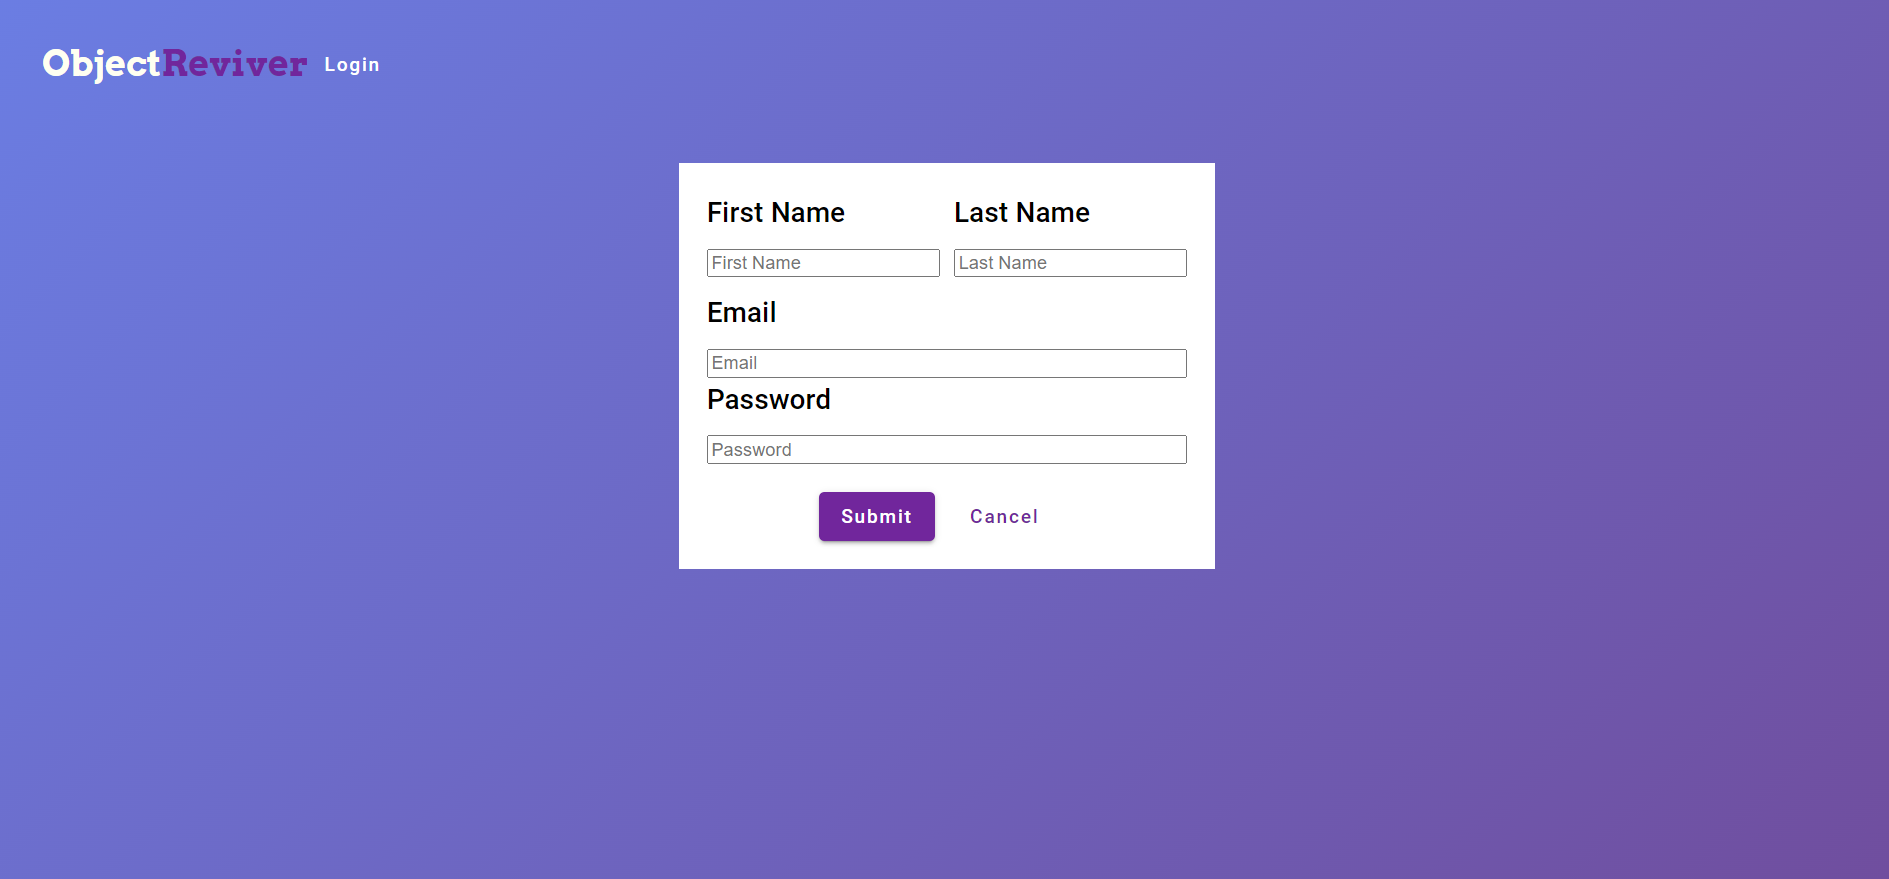 ObjectReviver Login
First Name Last Name
First Name Last Name
Email
Email
Password
Password
Submit Cancel